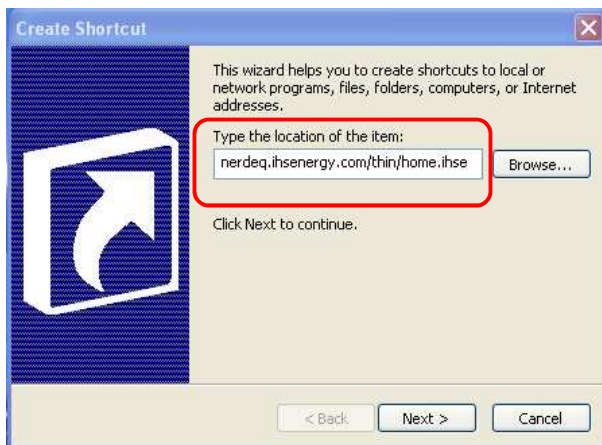 Create Shortcut
This wizard helps you to create shortcuts to local or
network programs, files, folders, computers, or Internet
addresses.
Type the location of the item:
nerdeq.ihsenergy.com/thin/home.ihse
Browse...
Click Next to continue.
< Back
Next >
Cancel